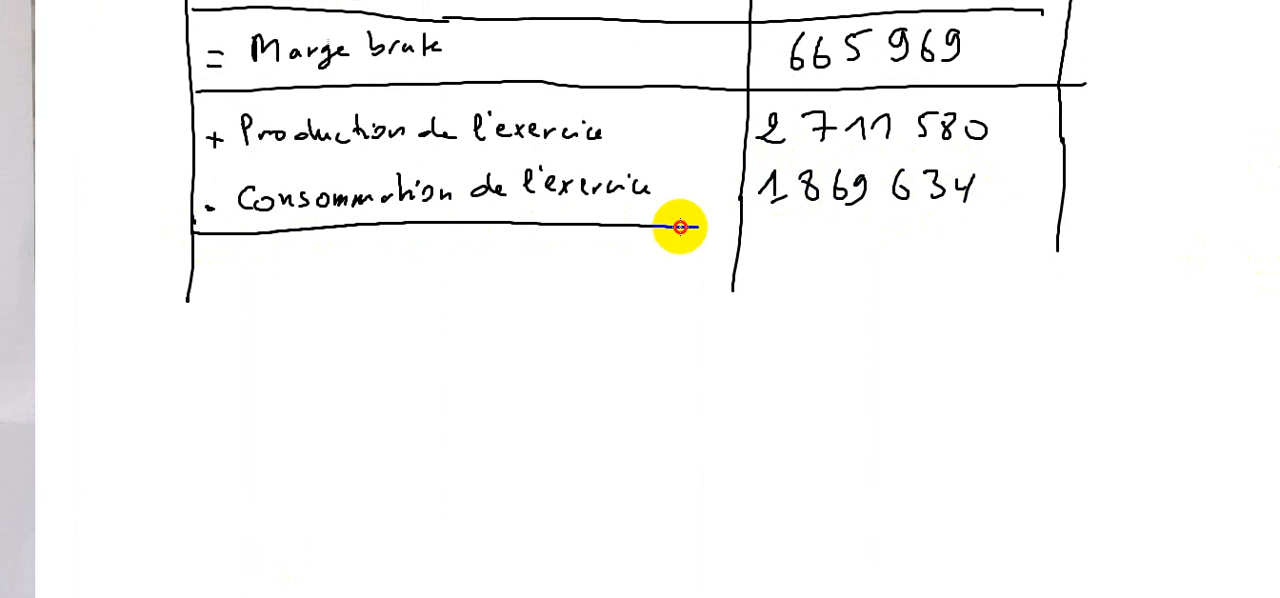 = Marge brute 665 969
+ Production de l'exercice 2 711 580
- Consommation de l'exercice 1 869 634